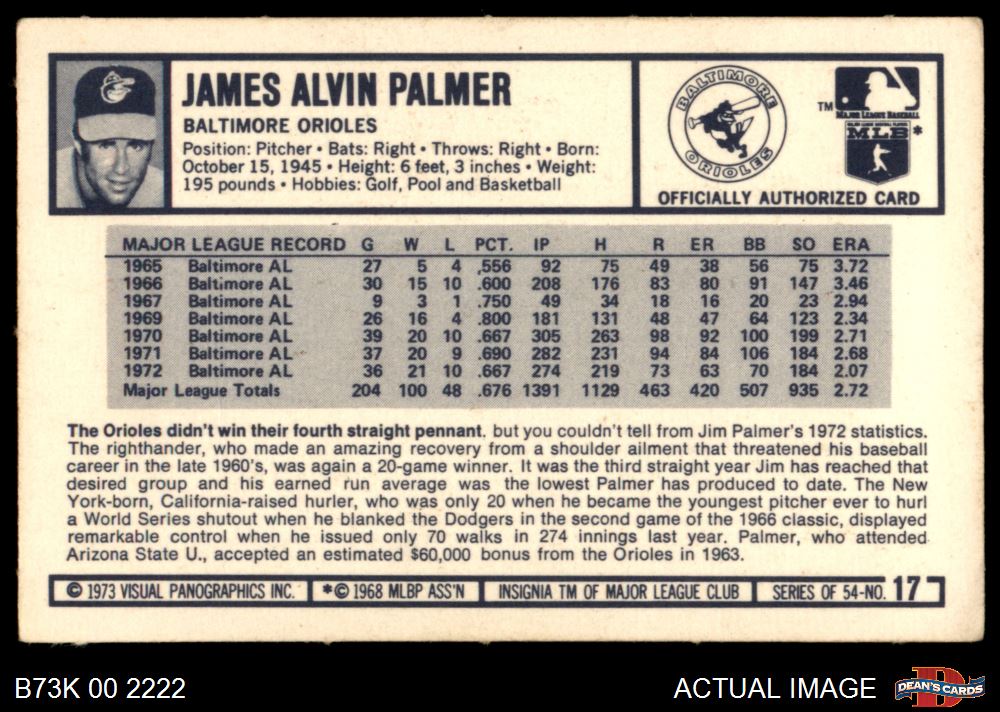 JAMES ALVIN PALMER
BALTIMORE ORIOLES
Position: Pitcher • Bats: Right • Throws: Right • Born:
October 15, 1945 • Height: 6 feet, 3 inches • Weight:
195 pounds • Hobbies: Golf, Pool and Basketball
BALTIMORE
ORIOLES
TM
MAJOR LEAGUE BASEBALL
MAJOR LEAGUE BASEBALL PLAYERS
MLB*
OFFICIALLY AUTHORIZED CARD
MAJOR LEAGUE RECORD G W L PCT. IP H R ER BB SO ERA
1965 Baltimore AL 27 5 4 .556 92 75 49 38 56 75 3.72
1966 Baltimore AL 30 15 10 .600 208 176 83 80 91 147 3.46
1967 Baltimore AL 9 3 1 .750 49 34 18 16 20 23 2.94
1969 Baltimore AL 26 16 4 .800 181 131 48 47 64 123 2.34
1970 Baltimore AL 39 20 10 .667 305 263 98 92 100 199 2.71
1971 Baltimore AL 37 20 9 .690 282 231 94 84 106 184 2.68
1972 Baltimore AL 36 21 10 .667 274 219 73 63 70 184 2.07
Major League Totals 204 100 48 .676 1391 1129 463 420 507 935 2.72
The Orioles didn't win their fourth straight pennant. but you couldn't tell from Jim Palmer's 1972 statistics.
The righthander, who made an amazing recovery from a shoulder ailment that threatened his baseball
career in the late 1960's, was again a 20-game winner. It was the third straight year Jim has reached that
desired group and his earned run average was the lowest Palmer has produced to date. The New
York-born, California-raised hurler, who was only 20 when he became the youngest pitcher ever to hurl
a World Series shutout when he blanked the Dodgers in the second game of the 1966 classic, displayed
remarkable control when he issued only 70 walks in 274 innings last year. Palmer, who attended
Arizona State U., accepted an estimated $60,000 bonus from the Orioles in 1963.
© 1973 VISUAL PANOGRAPHICS INC. *© 1968 MLBP ASS'N INSIGNIA TM OF MAJOR LEAGUE CLUB SERIES OF 54-NO. 17
B73K 00 2222
ACTUAL IMAGE
D
DEAN'S CARDS